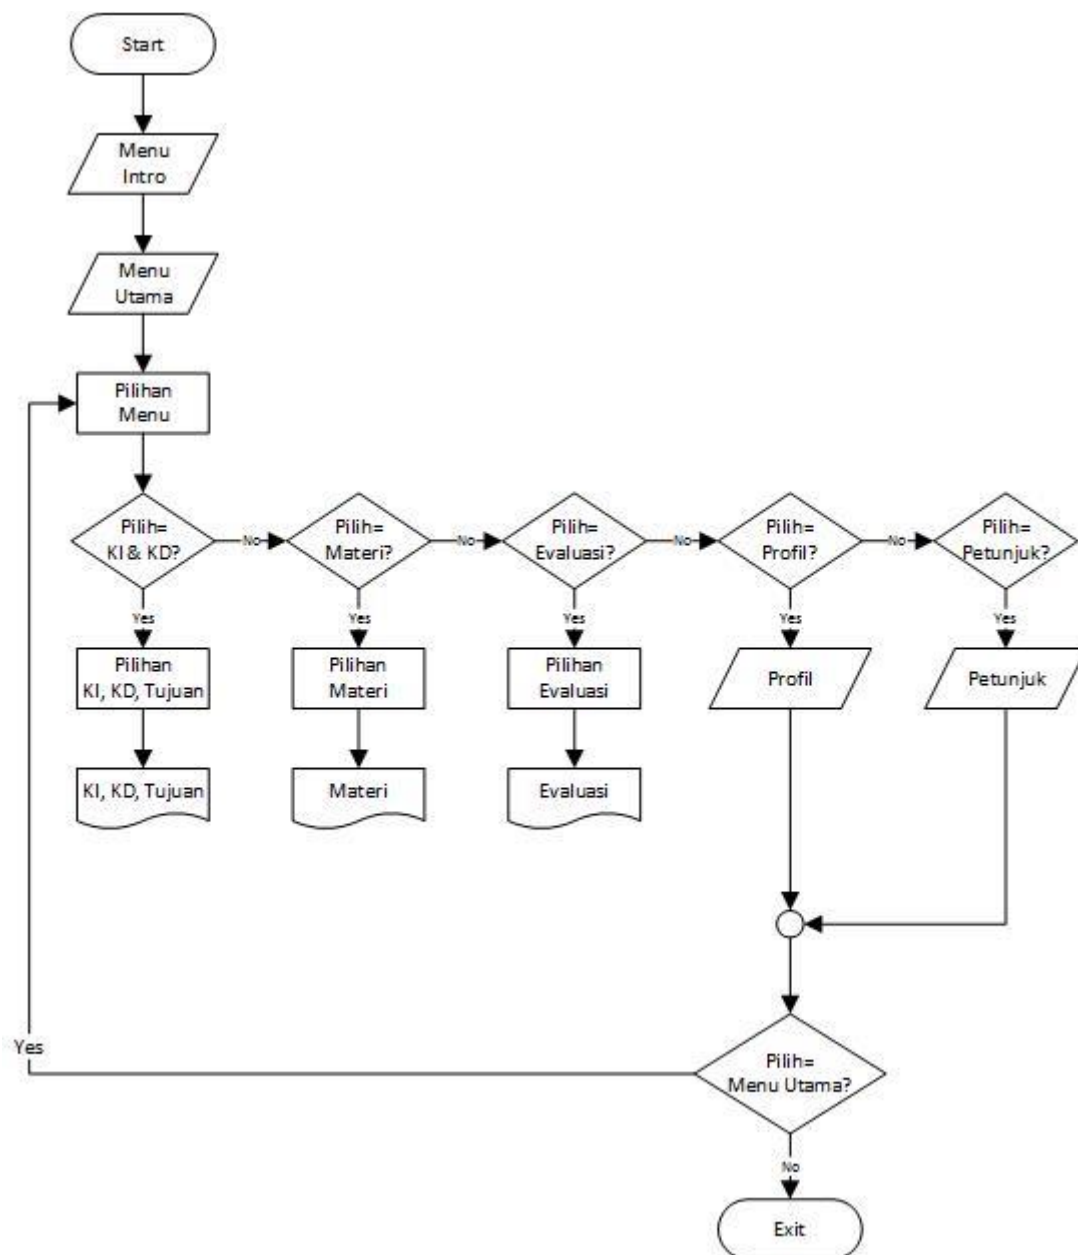 Start
Menu
Intro
Menu
Utama
Pilihan
Menu
Pilih=
KI & KD?
No
Pilih=
Materi?
No
Pilih=
Evaluasi?
No
Pilih=
Profil?
No
Pilih=
Petunjuk?
Yes
Yes
Yes
Yes
Yes
Pilihan
KI, KD, Tujuan
Pilihan
Materi
Pilihan
Evaluasi
Profil
Petunjuk
KI, KD, Tujuan
Materi
Evaluasi
Yes
Pilih=
Menu Utama?
No
Exit